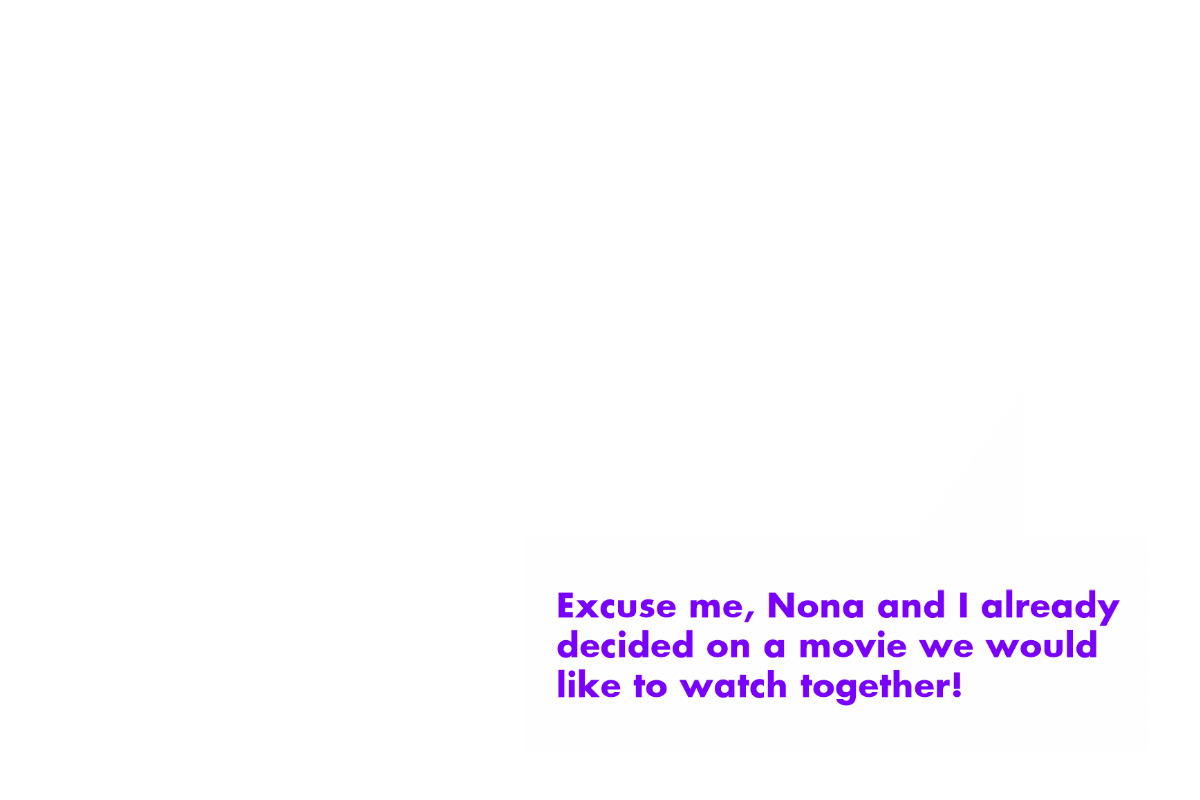 Excuse me, Nona and I already
decided on a movie we would
like to watch together!